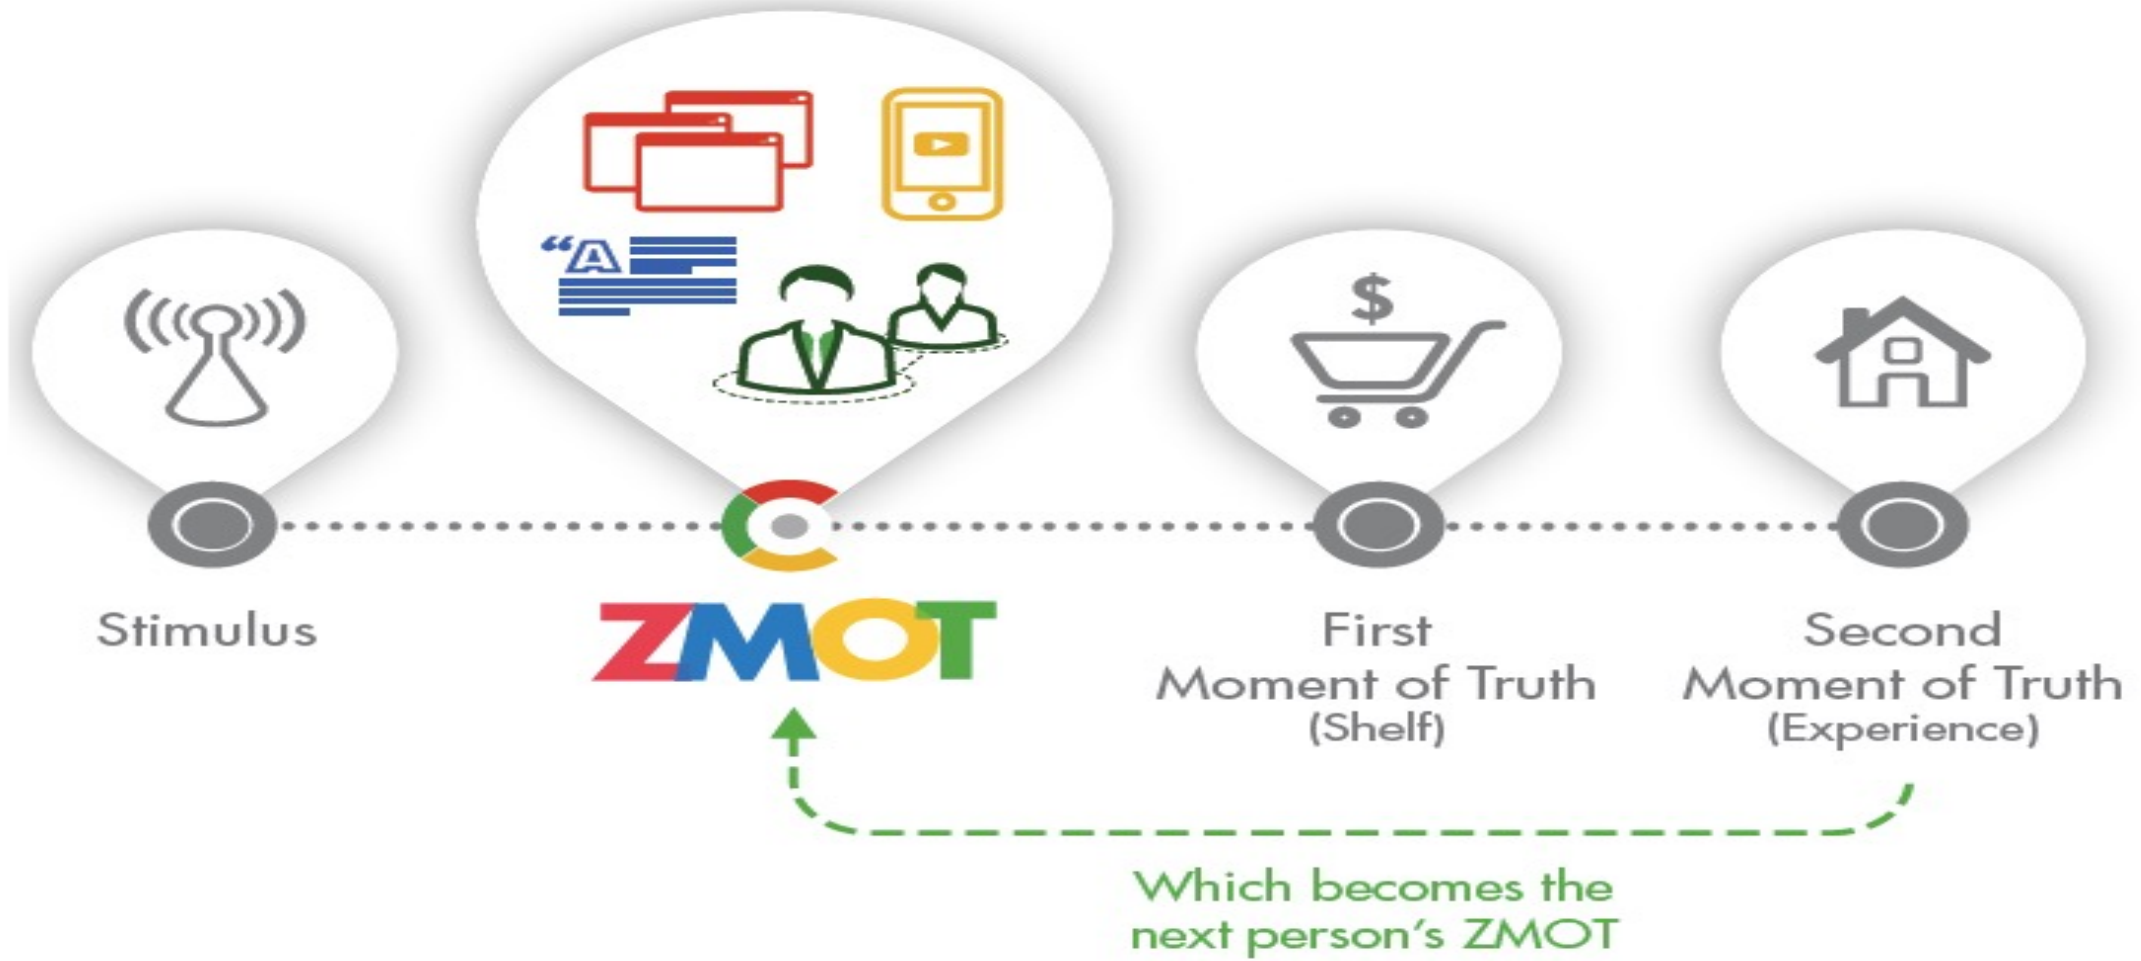 “A
$
Stimulus
ZMOT
First
Moment of Truth
(Shelf)
Second
Moment of Truth
(Experience)
Which becomes the
next person’s ZMOT